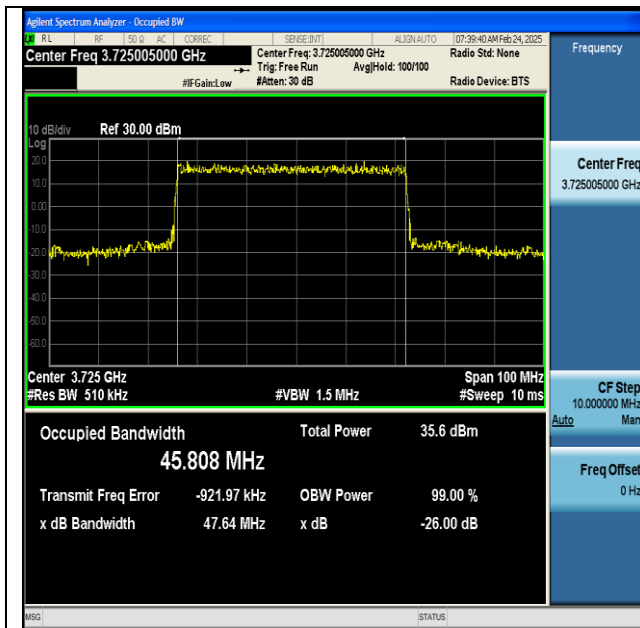 Agilent Spectrum Analyzer - Occupied BW
RL RF 50 Ω AC CORREC SENSE:INT ALIGN AUTO 07:39:40 AM Feb 24, 2025
Center Freq 3.725005000 GHz Center Freq: 3.725005000 GHz Radio Std: None
Trig: Free Run Avg|Hold: 100/100
#IFGain:Low #Atten: 30 dB Radio Device: BTS
10 dB/div Ref 30.00 dBm
Log
20.0
10.0
0.00
-10.0
-20.0
-30.0
-40.0
-50.0
-60.0
Center 3.725 GHz Span 100 MHz
#Res BW 510 kHz #VBW 1.5 MHz #Sweep 10 ms
Occupied Bandwidth Total Power 35.6 dBm
45.808 MHz
Transmit Freq Error -921.97 kHz OBW Power 99.00 %
x dB Bandwidth 47.64 MHz x dB -26.00 dB
MSG STATUS
Frequency
Center Freq
3.725005000 GHz
CF Step
10.000000 MHz
Auto Man
Freq Offset
0 Hz